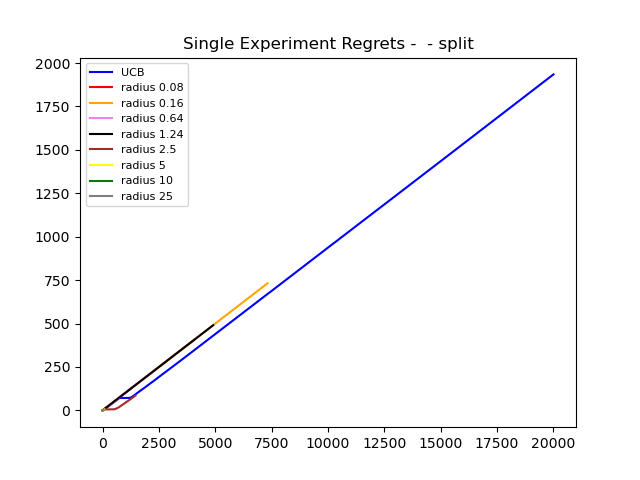 Single Experiment Regrets -  - split
2000
1750
1500
1250
1000
750
500
250
0
UCB
radius 0.08
radius 0.16
radius 0.64
radius 1.24
radius 2.5
radius 5
radius 10
radius 25
0 2500 5000 7500 10000 12500 15000 17500 20000